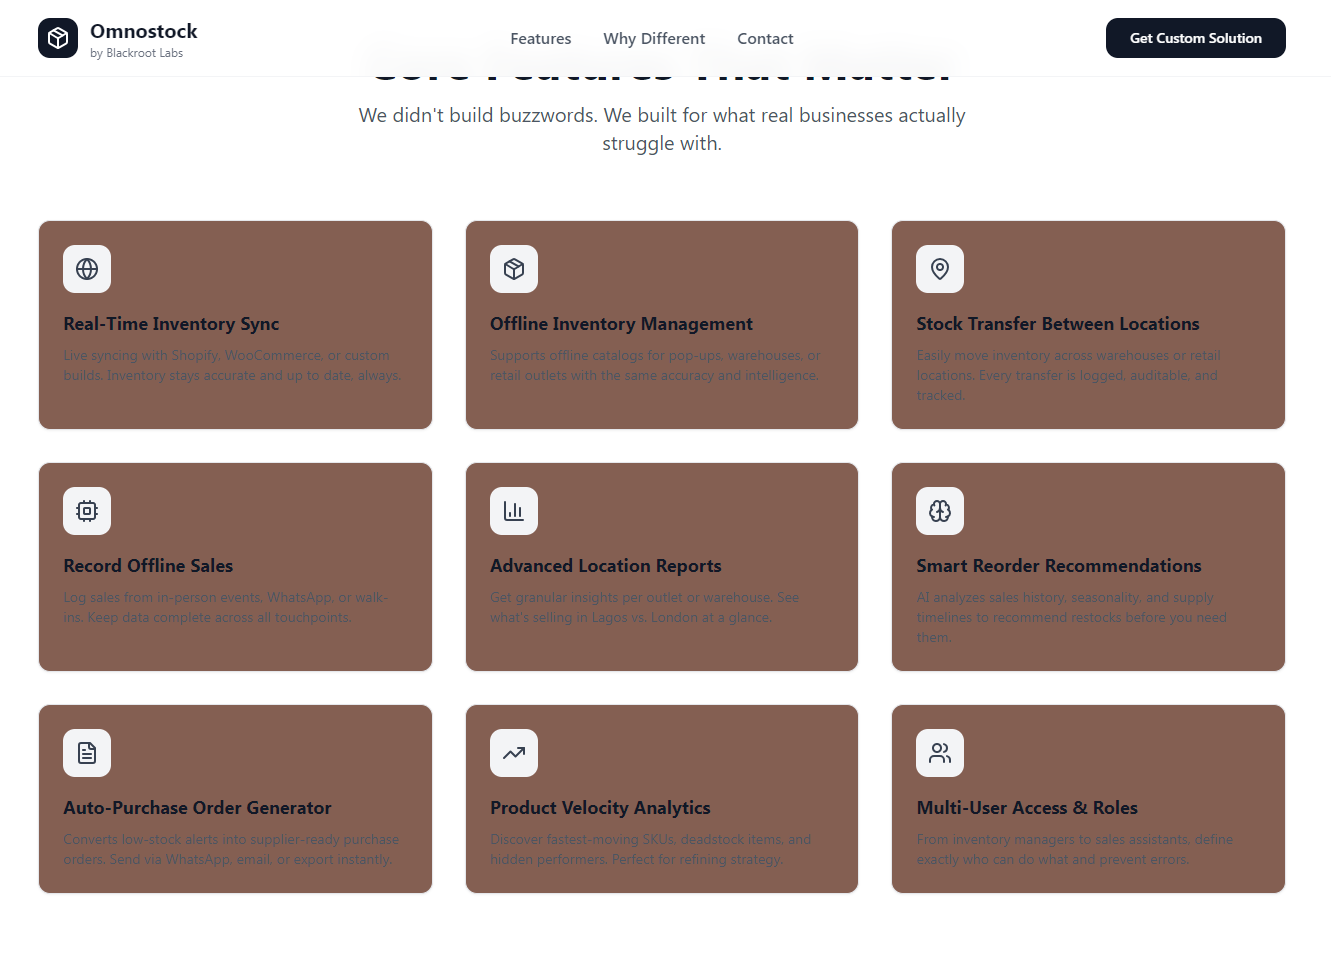 Omnostock
by Blackroot Labs
Features
Why Different
Contact
Get Custom Solution
Core Features That Matter
We didn't build buzzwords. We built for what real businesses actually
struggle with.
Real-Time Inventory Sync
Live syncing with Shopify, WooCommerce, or custom
builds. Inventory stays accurate and up to date, always.
Offline Inventory Management
Supports offline catalogs for pop-ups, warehouses, or
retail outlets with the same accuracy and intelligence.
Stock Transfer Between Locations
Easily move inventory across warehouses or retail
locations. Every transfer is logged, auditable, and
tracked.
Record Offline Sales
Log sales from in-person events, WhatsApp, or walk-
ins. Keep data complete across all touchpoints.
Advanced Location Reports
Get granular insights per outlet or warehouse. See
what's selling in Lagos vs. London at a glance.
Smart Reorder Recommendations
AI analyzes sales history, seasonality, and supply
timelines to recommend restocks before you need
them.
Auto-Purchase Order Generator
Converts low-stock alerts into supplier-ready purchase
orders. Send via WhatsApp, email, or export instantly.
Product Velocity Analytics
Discover fastest-moving SKUs, deadstock items, and
hidden performers. Perfect for refining strategy.
Multi-User Access & Roles
From inventory managers to sales assistants, define
exactly who can do what and prevent errors.